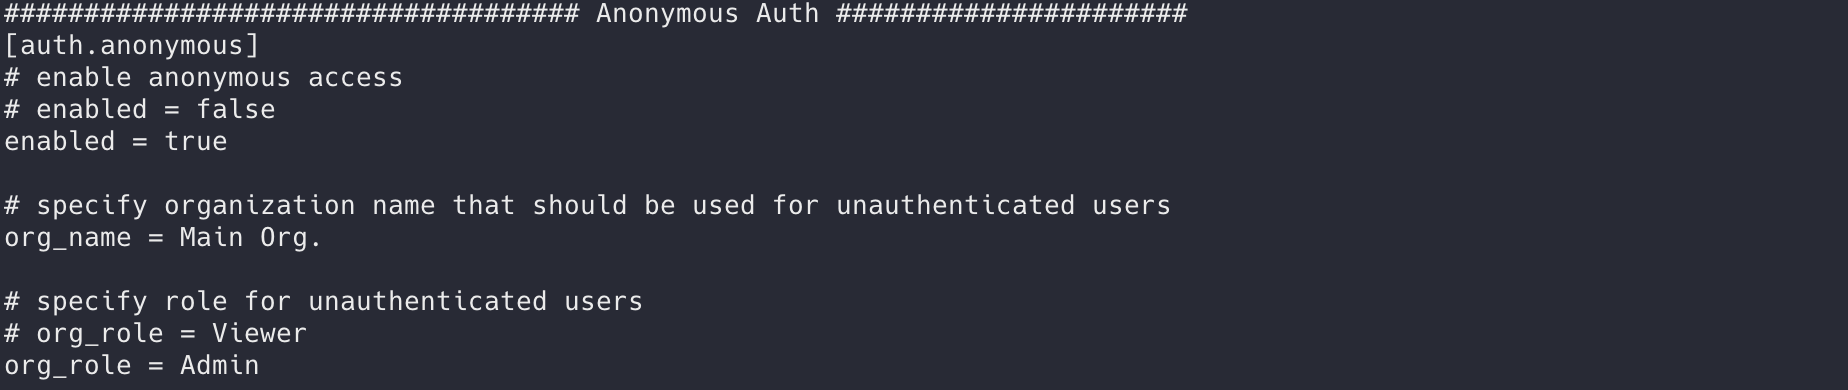 #################################### Anonymous Auth ######################
[auth.anonymous]
# enable anonymous access
# enabled = false
enabled = true

# specify organization name that should be used for unauthenticated users
org_name = Main Org.

# specify role for unauthenticated users
# org_role = Viewer
org_role = Admin